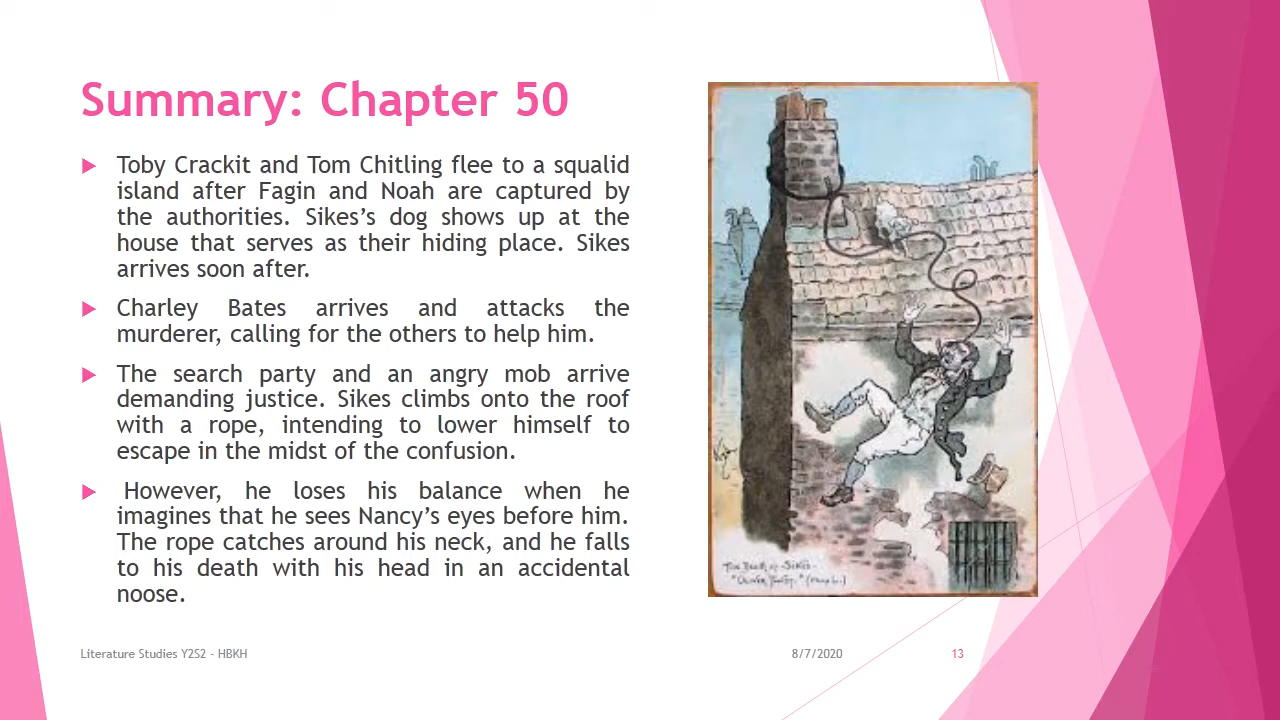 Summary: Chapter 50
Toby Crackit and Tom Chitling flee to a squalid
island after Fagin and Noah are captured by
the authorities. Sikes’s dog shows up at the
house that serves as their hiding place. Sikes
arrives soon after.
Charley Bates arrives and attacks the
murderer, calling for the others to help him.
The search party and an angry mob arrive
demanding justice. Sikes climbs onto the roof
with a rope, intending to lower himself to
escape in the midst of the confusion.
However, he loses his balance when he
imagines that he sees Nancy’s eyes before him.
The rope catches around his neck, and he falls
to his death with his head in an accidental
noose.
The Death of Sikes
"Oliver Twist."
Literature Studies Y2S2 - HBKH
8/7/2020
13